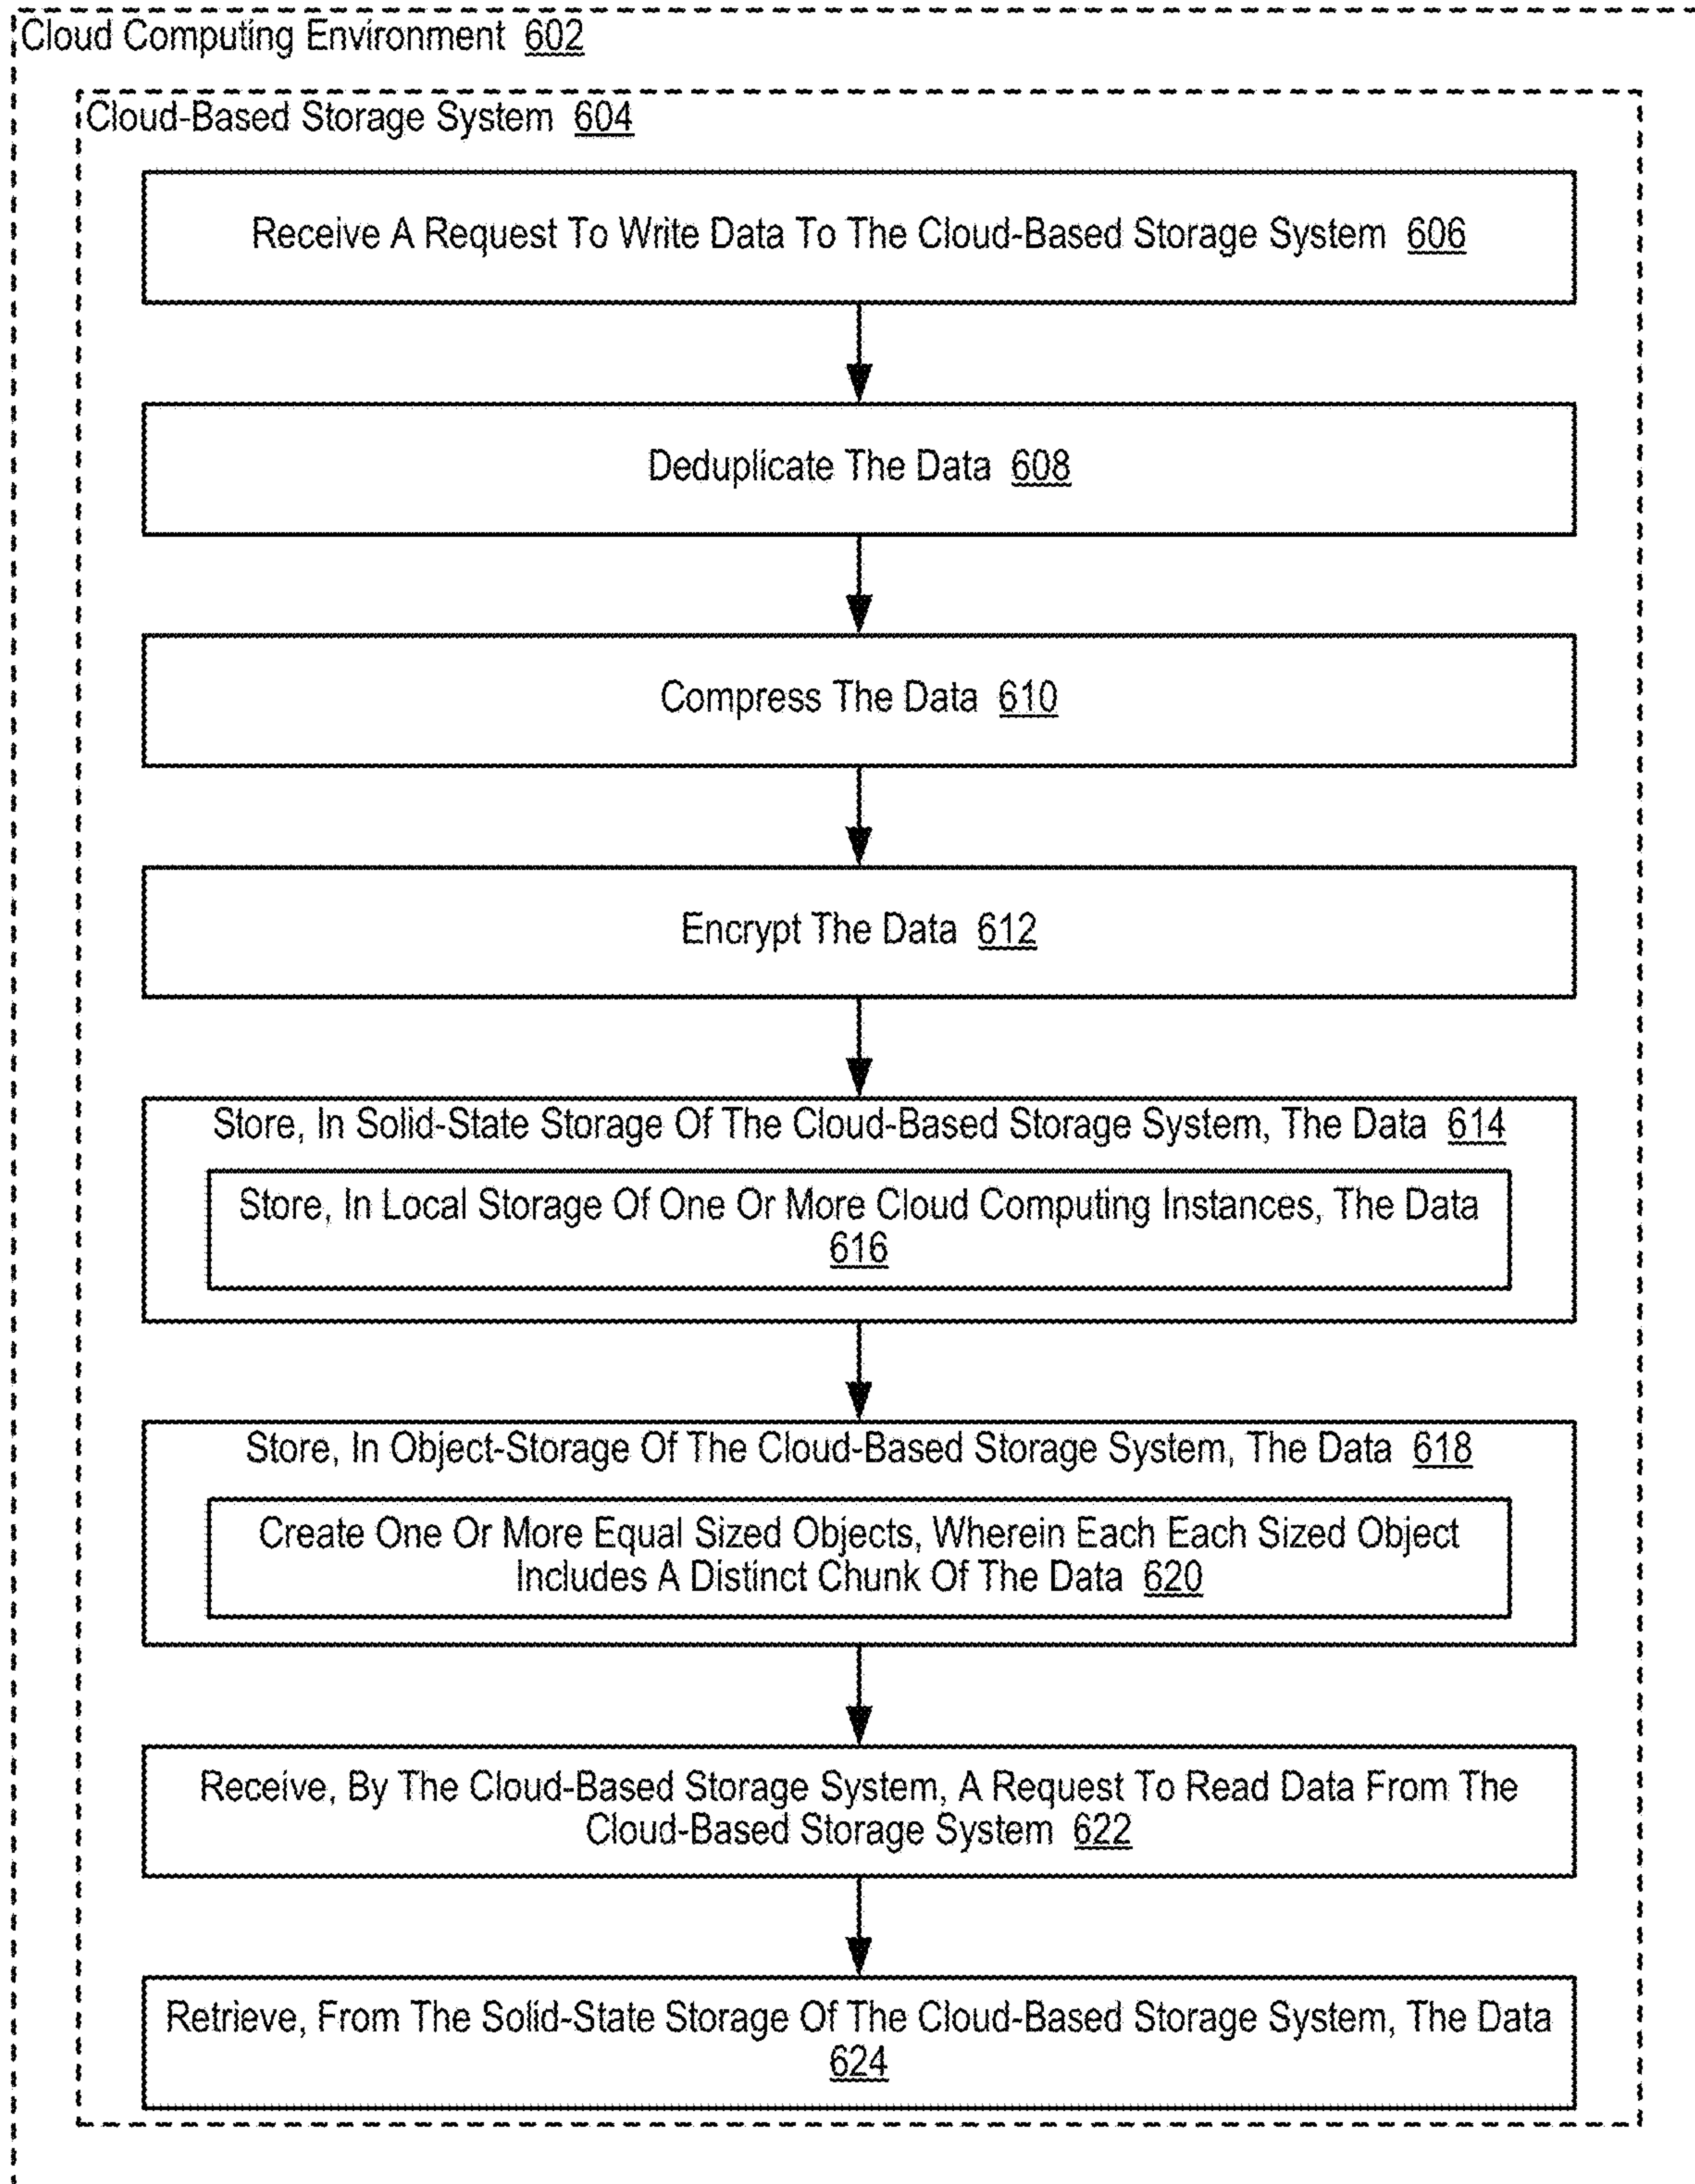 Cloud Computing Environment 602
Cloud-Based Storage System 604
Receive A Request To Write Data To The Cloud-Based Storage System 606
Deduplicate The Data 608
Compress The Data 610
Encrypt The Data 612
Store, In Solid-State Storage Of The Cloud-Based Storage System, The Data 614
Store, In Local Storage Of One Or More Cloud Computing Instances, The Data
616
Store, In Object-Storage Of The Cloud-Based Storage System, The Data 618
Create One Or More Equal Sized Objects, Wherein Each Each Sized Object
Includes A Distinct Chunk Of The Data 620
Receive, By The Cloud-Based Storage System, A Request To Read Data From The
Cloud-Based Storage System 622
Retrieve, From The Solid-State Storage Of The Cloud-Based Storage System, The Data
624